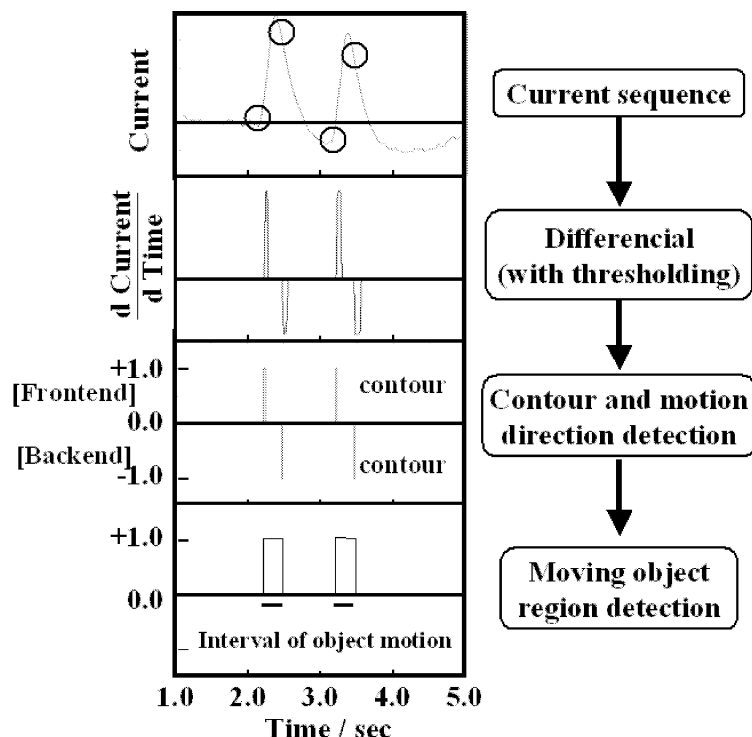 Current
Current sequence
d Current
d Time
Differencial
(with thresholding)
+1.0
[Frontend]
contour
0.0
[Backend]
contour
-1.0
Contour and motion
direction detection
+1.0
0.0
Interval of object motion
Moving object
region detection
1.0 2.0 3.0 4.0 5.0
Time / sec